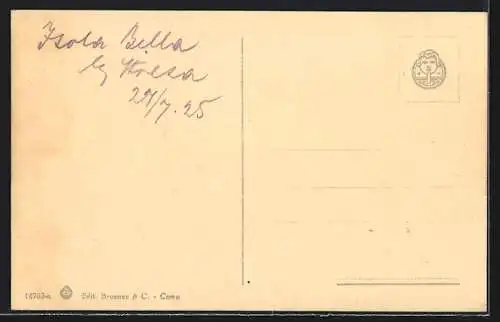 Isola Bella
by Stresa
29/7.25
Edit. Brunner & C. - Como